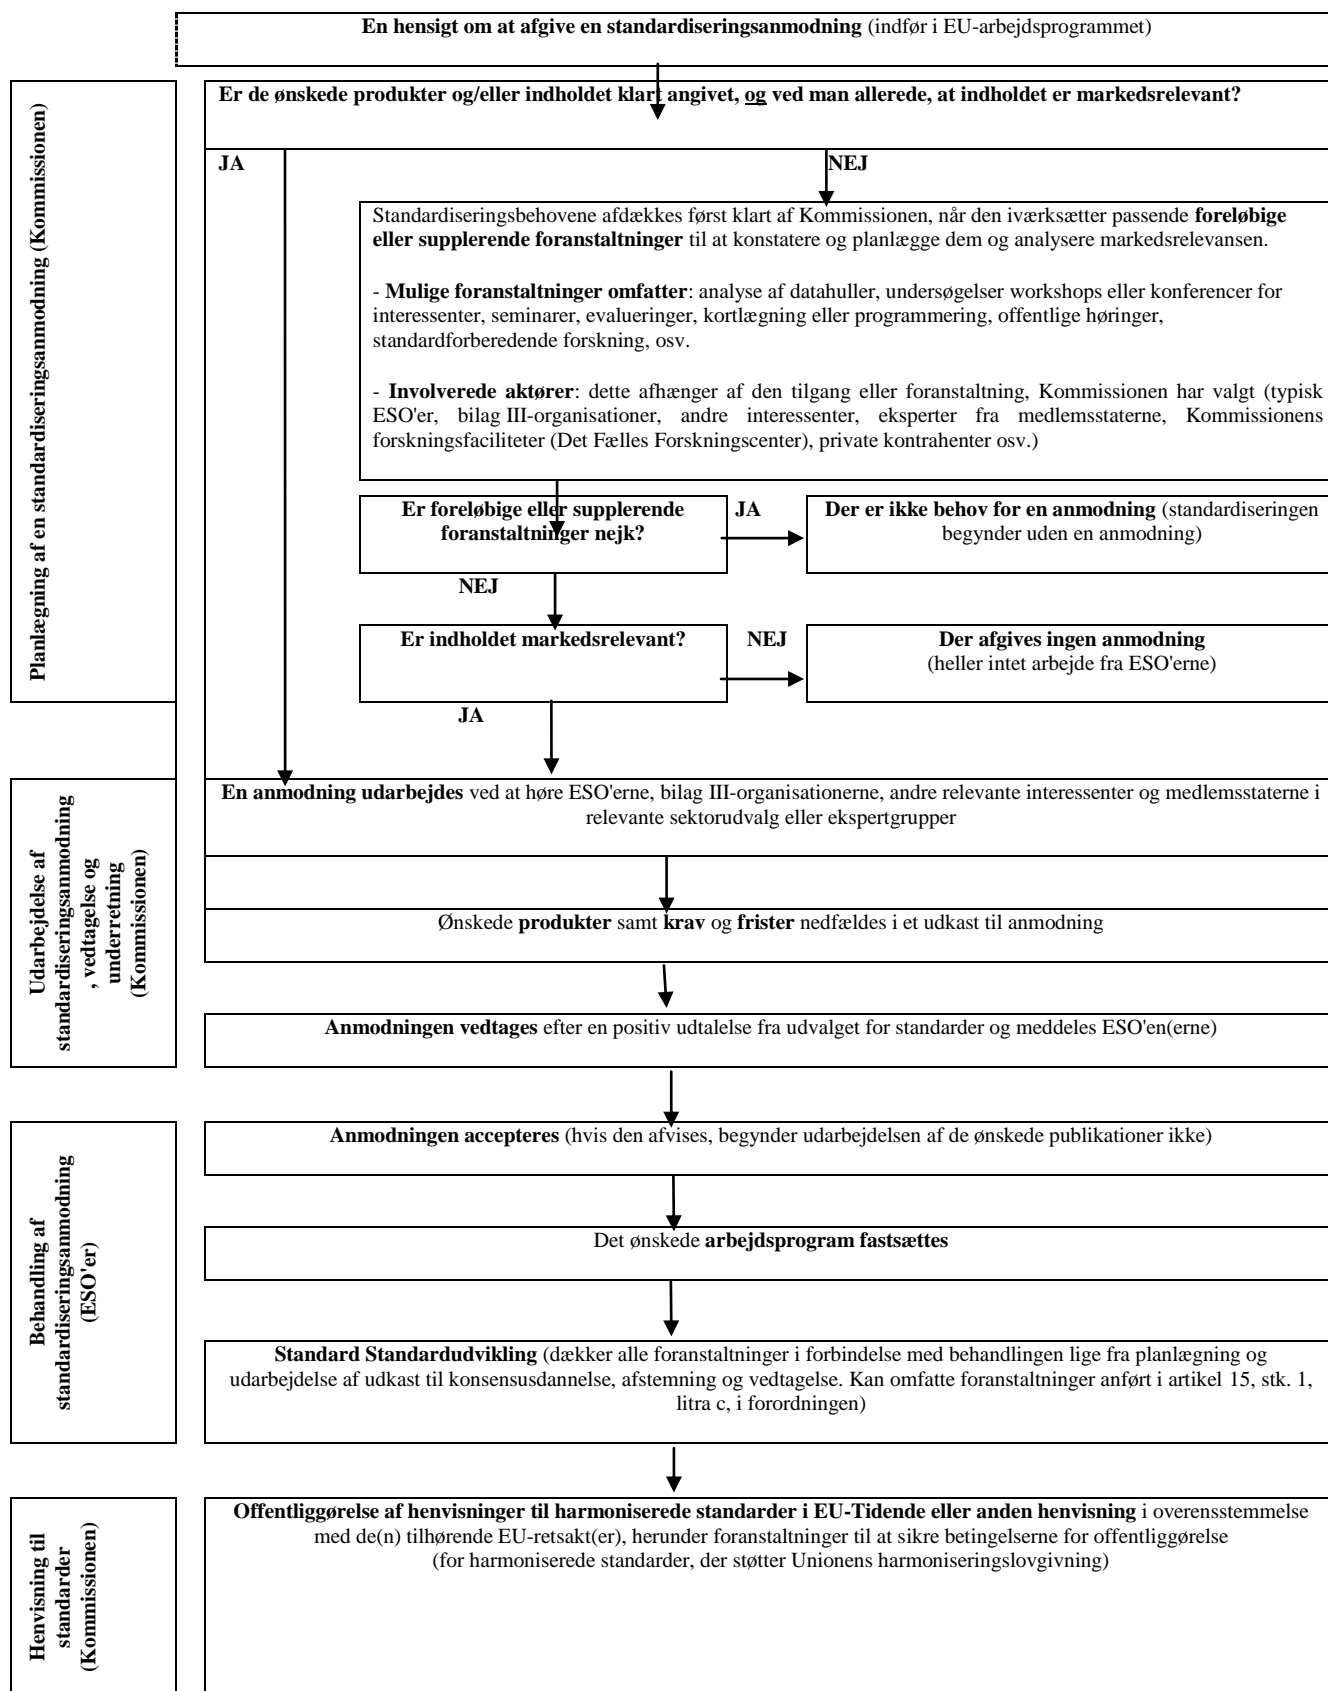 En hensigt om at afgive en standardiseringsanmodning (indfør i EU-arbejdsprogrammet)
Planlægning af en standardiseringsanmodning (Kommissionen)
Er de ønskede produkter og/eller indholdet klart angivet, og ved man allerede, at indholdet er markedsrelevant?
JA
NEJ
Standardiseringsbehovene afdækkes først klart af Kommissionen, når den iværksætter passende foreløbige
eller supplerende foranstaltninger til at konstatere og planlægge dem og analysere markedsrelevansen.
- Mulige foranstaltninger omfatter: analyse af datahuller, undersøgelser workshops eller konferencer for
interessenter, seminarer, evalueringer, kortlægning eller programmering, offentlige høringer,
standardforberedende forskning, osv.
- Involverede aktører: dette afhænger af den tilgang eller foranstaltning, Kommissionen har valgt (typisk
ESO'er, bilag III-organisationer, andre interessenter, eksperter fra medlemsstaterne, Kommissionens
forskningsfaciliteter (Det Fælles Forskningscenter), private kontrahenter osv.)
Er foreløbige eller supplerende
foranstaltninger nejk?
JA
Der er ikke behov for en anmodning (standardiseringen
begynder uden en anmodning)
NEJ
Er indholdet markedsrelevant?
NEJ
Der afgives ingen anmodning
(heller intet arbejde fra ESO'erne)
JA
Udarbejdelse af
standardiseringsanmodning
, vedtagelse og
underretning
(Kommissionen)
En anmodning udarbejdes ved at høre ESO'erne, bilag III-organisationerne, andre relevante interessenter og medlemsstaterne i
relevante sektorudvalg eller ekspertgrupper
Ønskede produkter samt krav og frister nedfældes i et udkast til anmodning
Anmodningen vedtages efter en positiv udtalelse fra udvalget for standarder og meddeles ESO'en(erne)
Behandling af
standardiseringsanmodning
(ESO'er)
Anmodningen accepteres (hvis den afvises, begynder udarbejdelsen af de ønskede publikationer ikke)
Det ønskede arbejdsprogram fastsættes
Standard Standardudvikling (dækker alle foranstaltninger i forbindelse med behandlingen lige fra planlægning og
udarbejdelse af udkast til konsensusdannelse, afstemning og vedtagelse. Kan omfatte foranstaltninger anført i artikel 15, stk. 1,
litra c, i forordningen)
Henvisning til
standarder
(Kommissionen)
Offentliggørelse af henvisninger til harmoniserede standarder i EU-Tidende eller anden henvisning i overensstemmelse
med de(n) tilhørende EU-retsakt(er), herunder foranstaltninger til at sikre betingelserne for offentliggørelse
(for harmoniserede standarder, der støtter Unionens harmoniseringslovgivning)